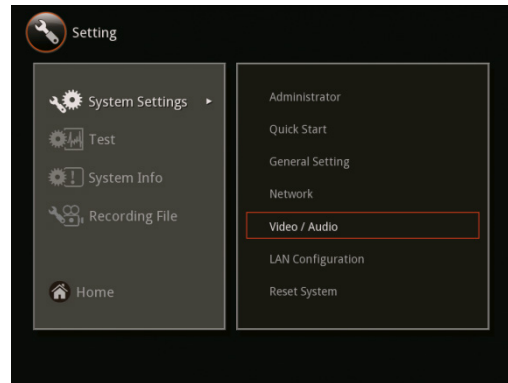 Setting
System Settings
Test
System Info
Recording File
Home
Administrator
Quick Start
General Setting
Network
Video / Audio
LAN Configuration
Reset System